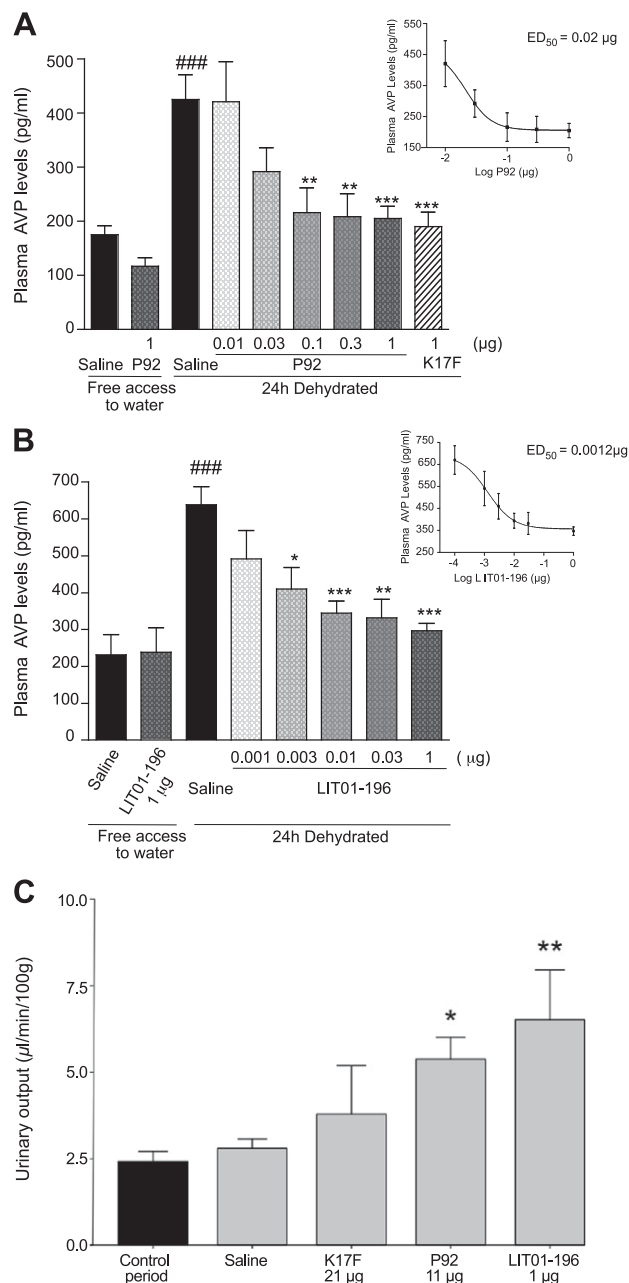 A
Plasma AVP levels (pg/ml)
500
400
300
200
100
0
###
**
**
***
***
1
0.01
0.03
0.1
0.3
1
1
(µg)
Saline
P92
Saline
P92
K17F
Free access
to water
24h Dehydrated
ED50 = 0.02 µg
Plasma AVP Levels (pg/ml)
550
450
350
250
150
-2
-1
0
Log P92 (µg)
B
Plasma AVP levels (pg/ml)
700
600
500
400
300
200
100
0
###
*
***
**
***
Saline
LIT01-196
1 µg
Saline
0.001
0.003
0.01
0.03
1
( µg)
LIT01-196
Free access
to water
24h Dehydrated
ED50 = 0.0012µg
Plasma AVP Levels (pg/ml)
750
650
550
450
350
250
-4
-3
-2
-1
0
Log LIT01-196 (µg)
C
Urinary output (µl/min/100g)
10.0
7.5
5.0
2.5
0
*
**
Control
period
Saline
K17F
21 µg
P92
11 µg
LIT01-196
1 µg